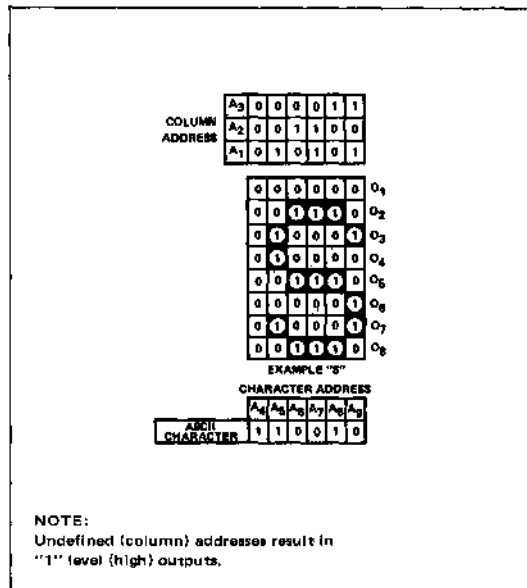 COLUMN
ADDRESS
A3 0 0 0 0 1 1
A2 0 0 1 1 0 0
A1 0 1 0 1 0 1
0 0 0 0 0 0 O1
0 0 1 1 1 0 O2
0 1 0 0 0 1 O3
0 1 0 0 0 0 O4
0 0 1 1 1 0 O5
0 0 0 0 0 1 O6
0 1 0 0 0 1 O7
0 0 1 1 1 0 O8
EXAMPLE "S"
CHARACTER ADDRESS
A4 A5 A6 A7 A8 A9
ASCII
CHARACTER
1 1 0 0 1 0
NOTE:
Undefined (column) addresses result in
"1" level (high) outputs.